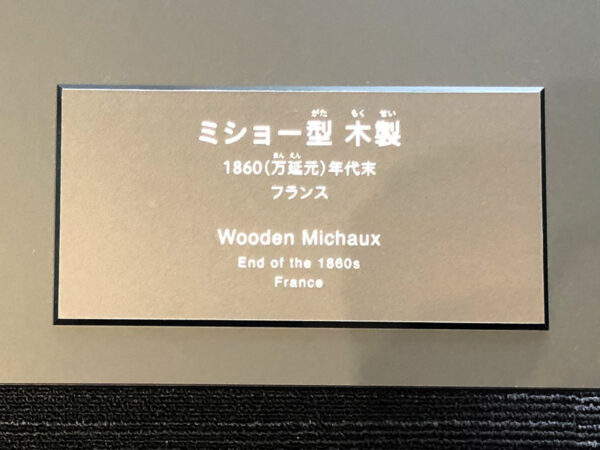 ミショー型 木製
1860(万延元)年代末
フランス
Wooden Michaux
End of the 1860s
France